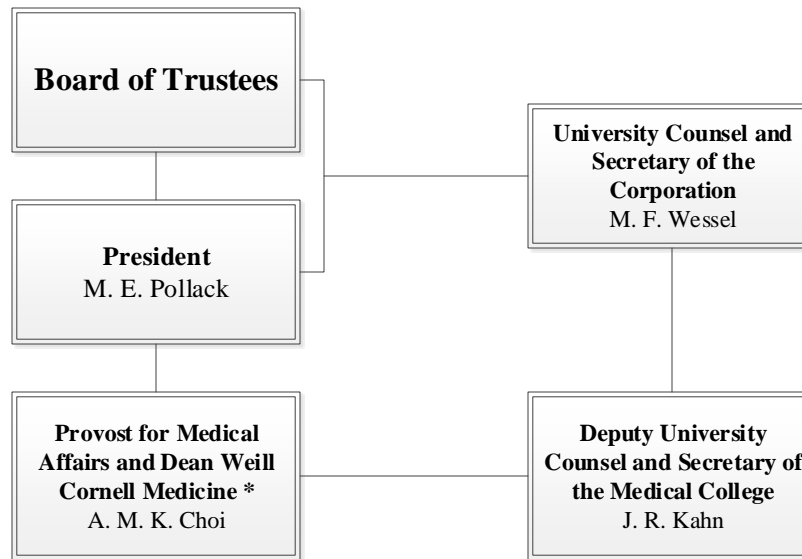 Board of Trustees
University Counsel and
Secretary of the
Corporation
M. F. Wessel
President
M. E. Pollack
Provost for Medical
Affairs and Dean Weill
Cornell Medicine *
A. M. K. Choi
Deputy University
Counsel and Secretary of
the Medical College
J. R. Kahn